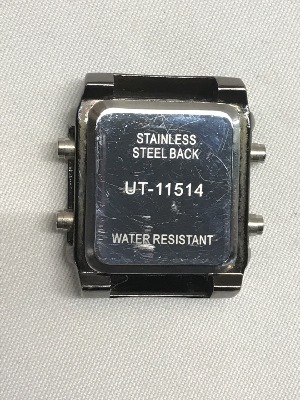 STAINLESS
STEEL BACK
UT-11514
WATER RESISTANT